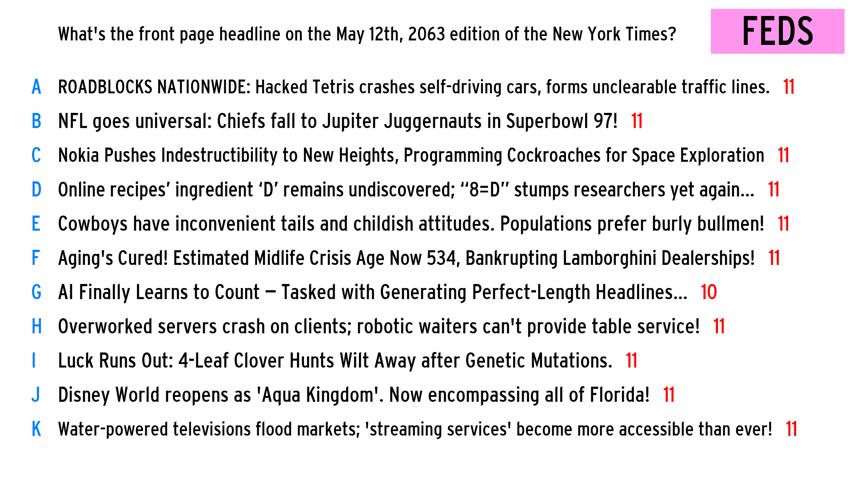 What's the front page headline on the May 12th, 2063 edition of the New York Times? FEDS
A ROADBLOCKS NATIONWIDE: Hacked Tetris crashes self-driving cars, forms unclearable traffic lines. 11
B NFL goes universal: Chiefs fall to Jupiter Juggernauts in Superbowl 97! 11
C Nokia Pushes Indestructibility to New Heights, Programming Cockroaches for Space Exploration 11
D Online recipes’ ingredient ‘D’ remains undiscovered; “8=D” stumps researchers yet again... 11
E Cowboys have inconvenient tails and childish attitudes. Populations prefer burly bullmen! 11
F Aging's Cured! Estimated Midlife Crisis Age Now 534, Bankrupting Lamborghini Dealerships! 11
G AI Finally Learns to Count — Tasked with Generating Perfect-Length Headlines... 10
H Overworked servers crash on clients; robotic waiters can't provide table service! 11
I Luck Runs Out: 4-Leaf Clover Hunts Wilt Away after Genetic Mutations. 11
J Disney World reopens as 'Aqua Kingdom'. Now encompassing all of Florida! 11
K Water-powered televisions flood markets; 'streaming services' become more accessible than ever! 11